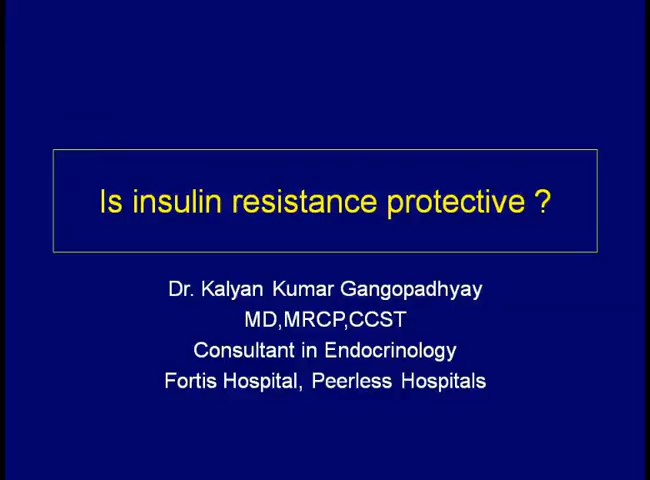 Is insulin resistance protective ?
Dr. Kalyan Kumar Gangopadhyay
MD,MRCP,CCST
Consultant in Endocrinology
Fortis Hospital, Peerless Hospitals